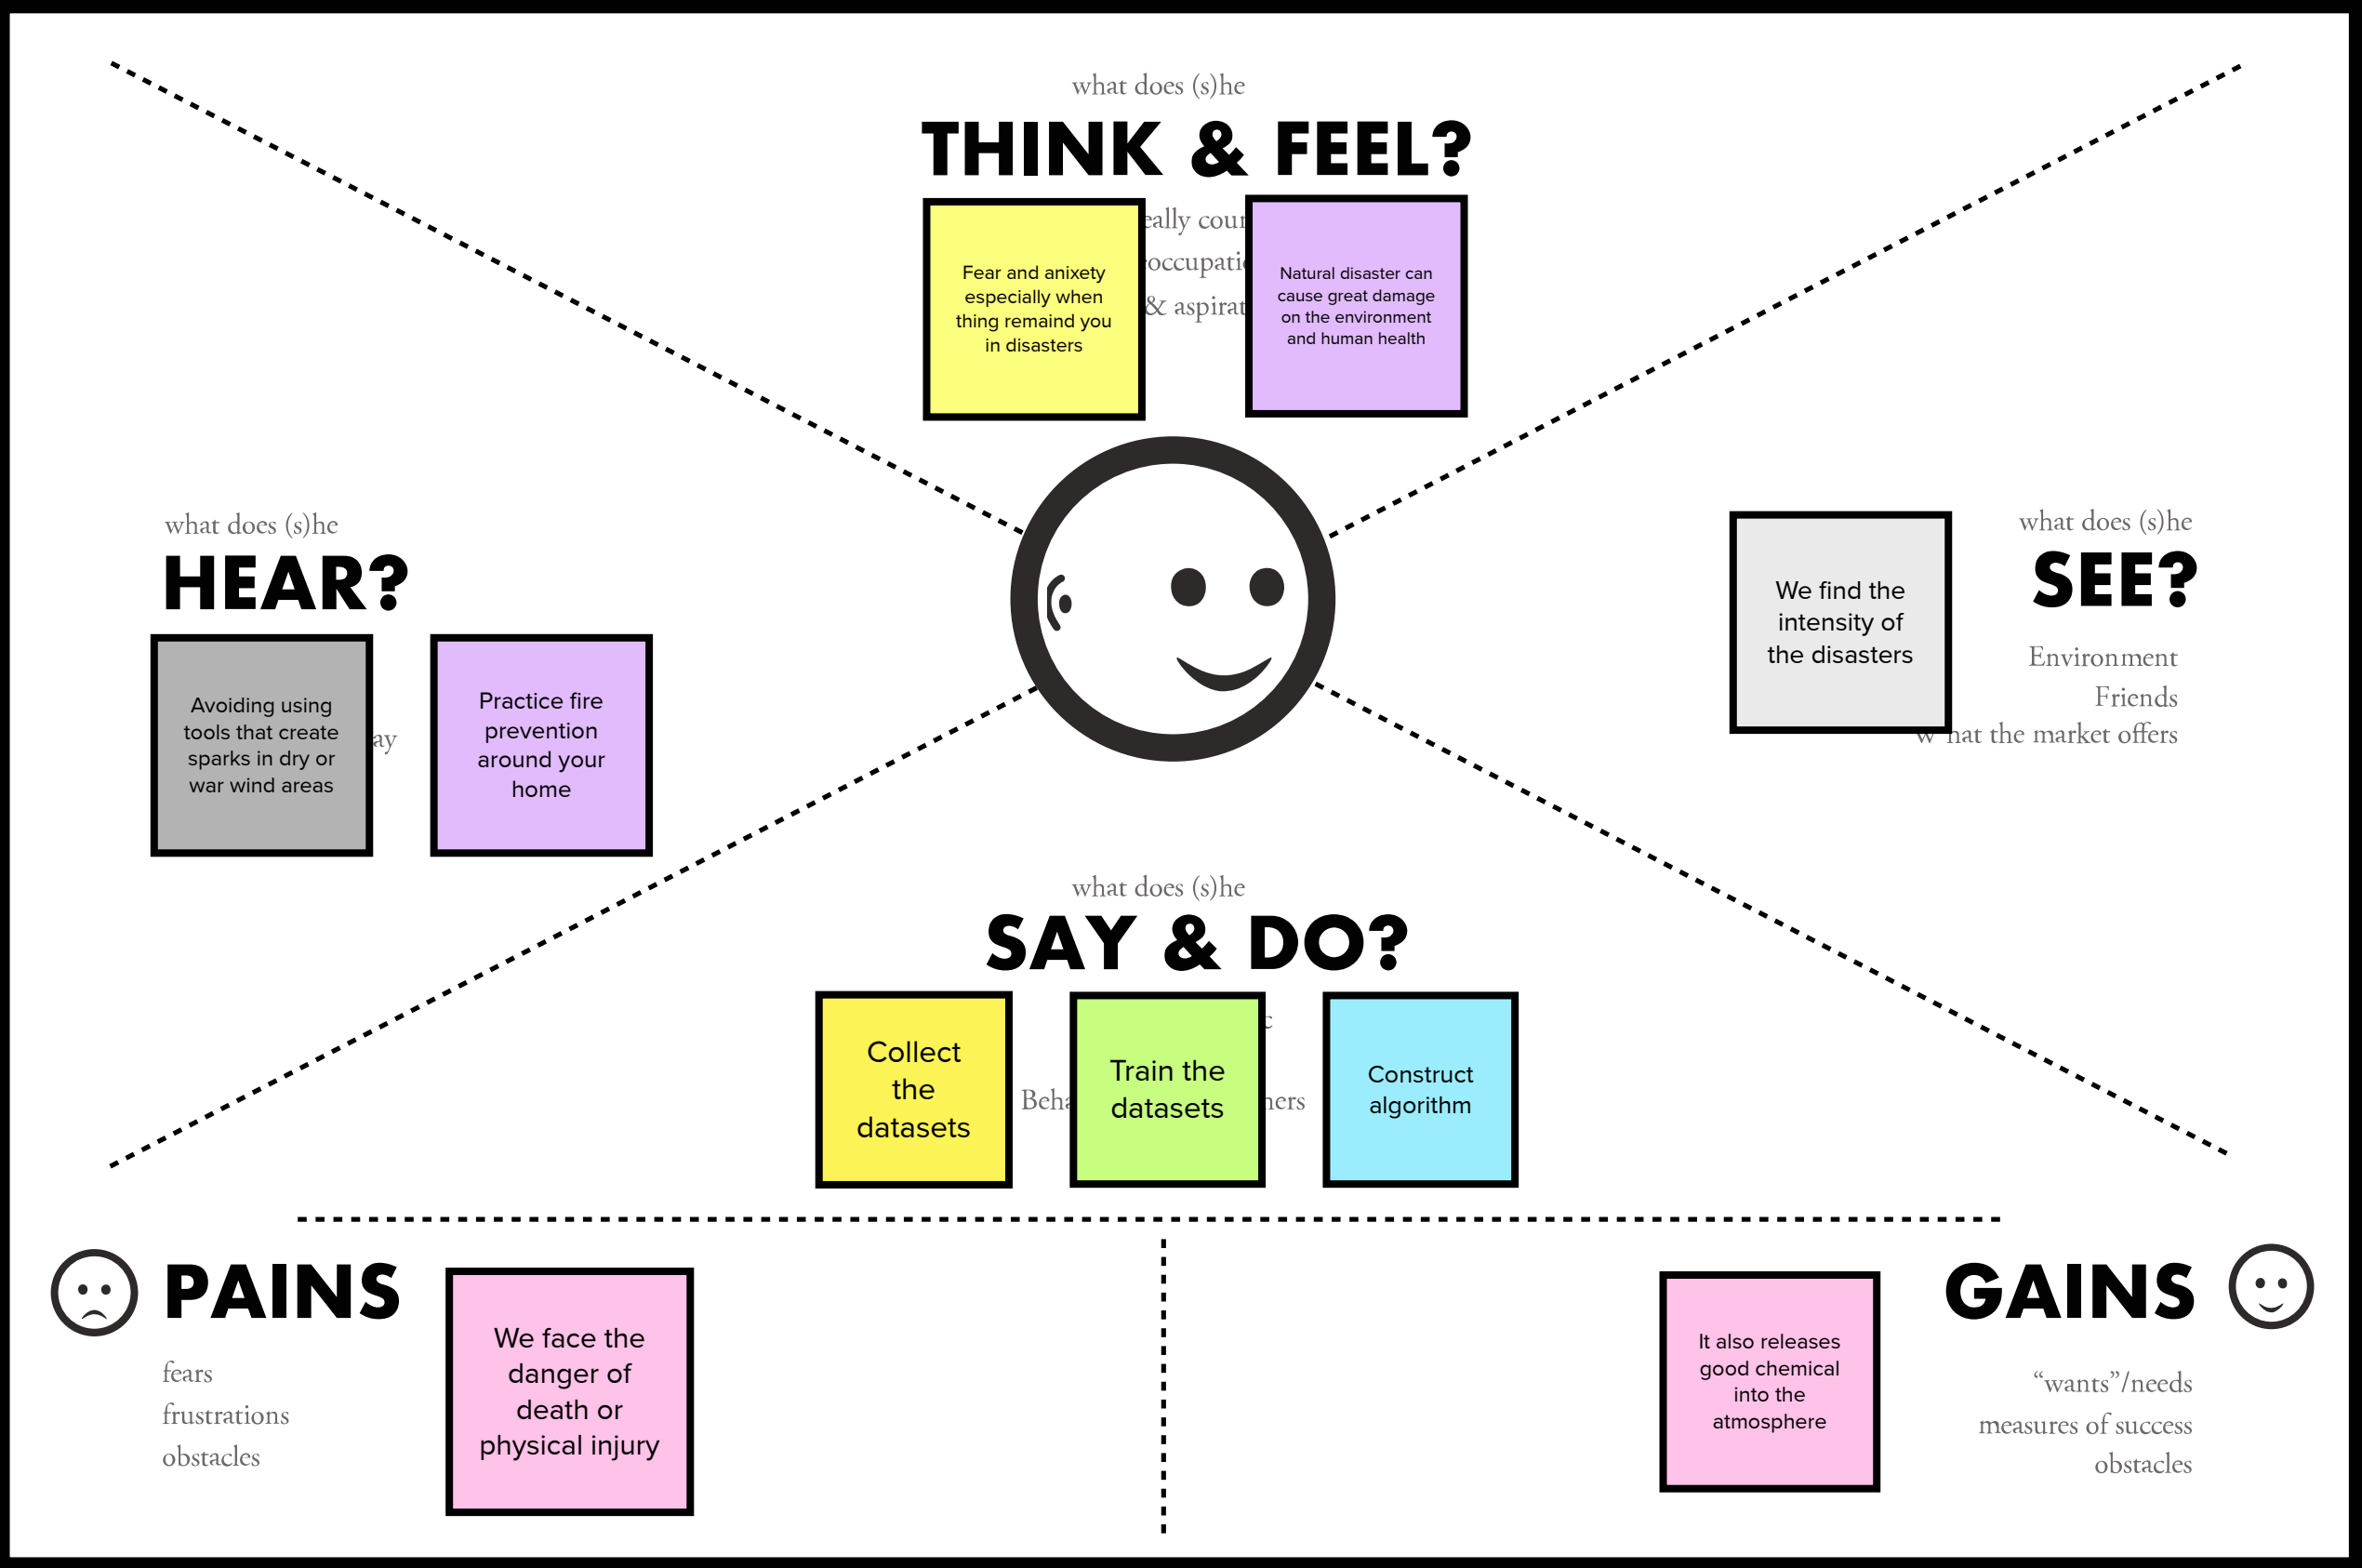 what does (s)he
THINK & FEEL?
Fear and anixety
especially when
thing remaind you
in disasters
& aspirat
Natural disaster can
cause great damage
on the environment
and human health
what does (s)he
HEAR?
Avoiding using
tools that create
sparks in dry or
war wind areas
ay
Practice fire
prevention
around your
home
We find the
intensity of
the disasters
what does (s)he
SEE?
Environment
Friends
what the market offers
what does (s)he
SAY & DO?
Collect
the
datasets
Train the
datasets
Construct
algorithm
PAINS
fears
frustrations
obstacles
We face the
danger of
death or
physical injury
It also releases
good chemical
into the
atmosphere
GAINS
“wants”/needs
measures of success
obstacles